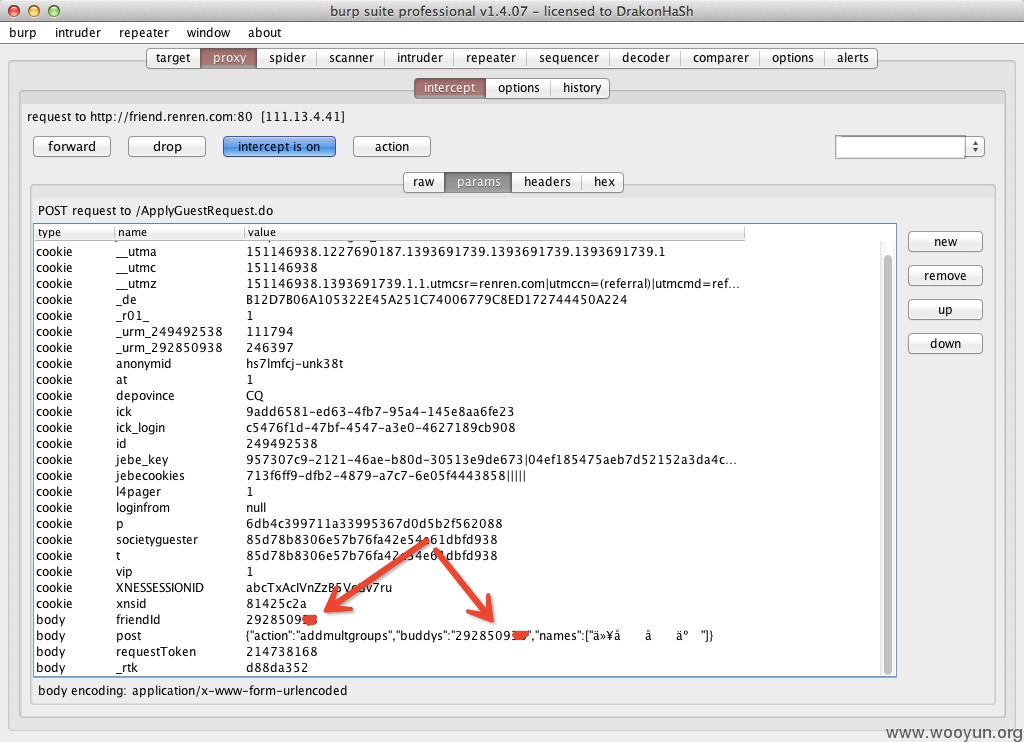 burp suite professional v1.4.07 - licensed to DrakonHaSh
burp intruder repeater window about
target proxy spider scanner intruder repeater sequencer decoder comparer options alerts
intercept options history
request to http://friend.renren.com:80 [111.13.4.41]
forward drop intercept is on action
raw params headers hex
POST request to /ApplyGuestRequest.do
type name value
cookie __utma 151146938.1227690187.1393691739.1393691739.1393691739.1
cookie __utmc 151146938
cookie __utmz 151146938.1393691739.1.1.utmcsr=renren.com|utmccn=(referral)|utmcmd=ref...
cookie _de B12D7B06A105322E45A251C74006779C8ED172744450A224
cookie _r01_ 1
cookie _urm_249492538 111794
cookie _urm_292850938 246397
cookie anonymid hs7lmfcj-unk38t
cookie at 1
cookie depovince CQ
cookie ick 9add6581-ed63-4fb7-95a4-145e8aa6fe23
cookie ick_login c5476f1d-47bf-4547-a3e0-4627189cb908
cookie id 249492538
cookie jebe_key 957307c9-2121-46ae-b80d-30513e9de673|04ef185475aeb7d52152a3da4c...
cookie jebecookies 713f6ff9-dfb2-4879-a7c7-6e05f4443858|||||
cookie l4pager 1
cookie loginfrom null
cookie p 6db4c399711a33995367d0d5b2f562088
cookie societyguester 85d78b8306e57b76fa42e54e61dbfd938
cookie t
cookie vip 1
cookie XNESSESSIONID
cookie xnsid 81425c2a
body friendId
body post {"action":"addmultgroups","buddys":
body requestToken 214738168
body _rtk d88da352
body encoding: application/x-www-form-urlencoded
new
remove
up
down
www.wooyun.org